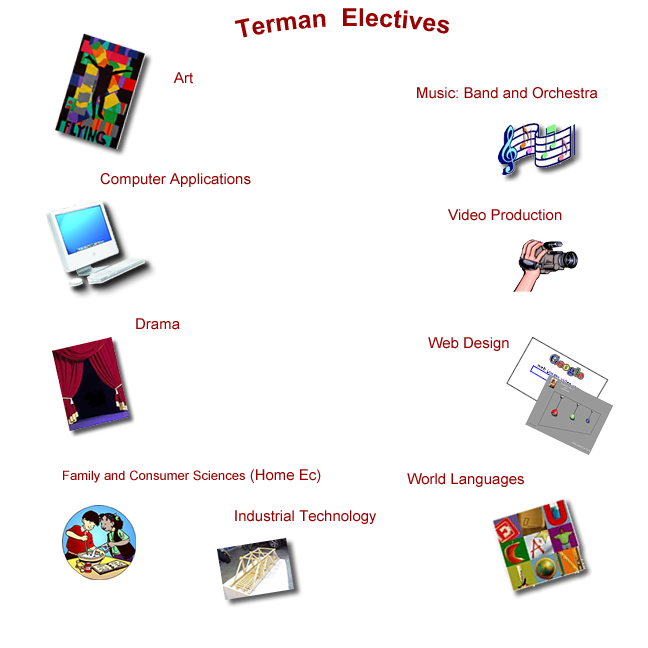 Terman Electives
Art
Music: Band and Orchestra
FLYING
Computer Applications
Video Production
Drama
Web Design
Google
Family and Consumer Sciences (Home Ec)
World Languages
Industrial Technology